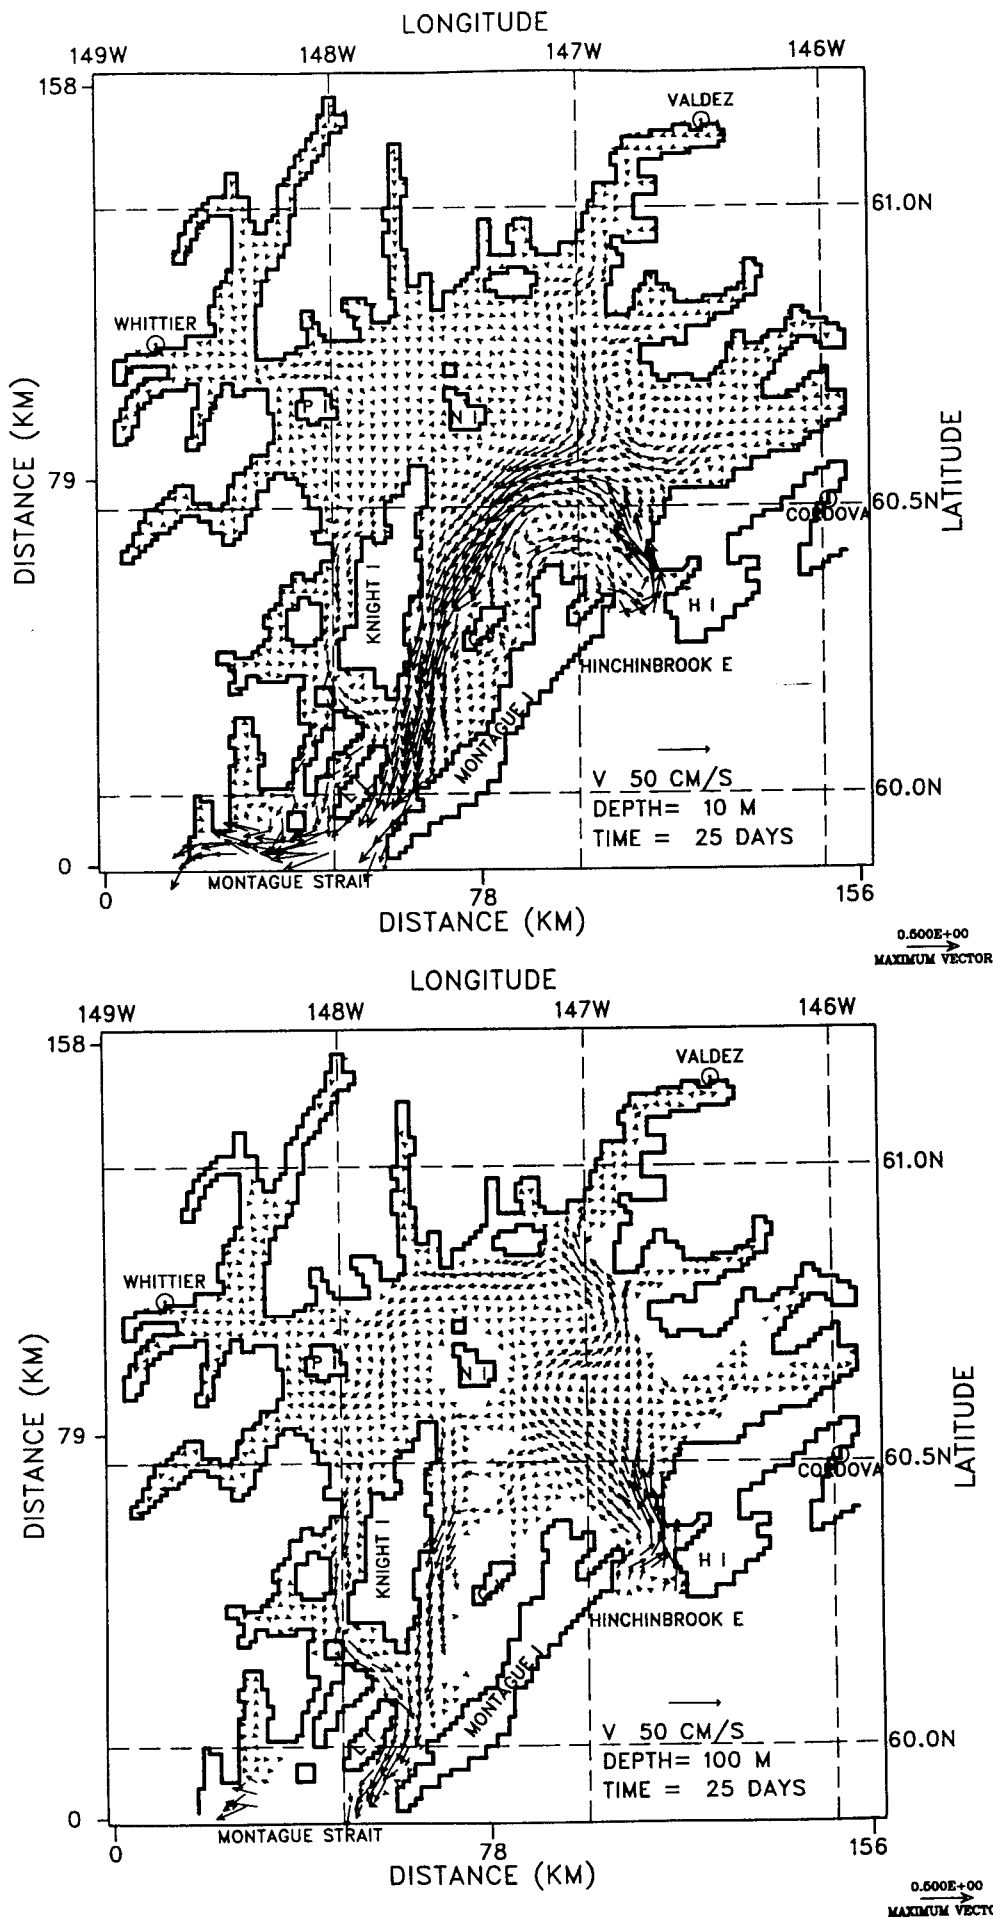 LONGITUDE
149W 148W 147W 146W
158
VALDEZ
61.0N
WHITTIER
P I
N I
DISTANCE (KM)
79
LATITUDE
60.5N
CORDOVA
KNIGHT I
H I
HINCHINBROOK E
MONTAGUE I
V 50 CM/S
60.0N
DEPTH= 10 M
TIME = 25 DAYS
0
MONTAGUE STRAIT
0 78 156
DISTANCE (KM)
0.500E+00
MAXIMUM VECTOR
LONGITUDE
149W 148W 147W 146W
158
VALDEZ
61.0N
WHITTIER
P I
N I
DISTANCE (KM)
79
LATITUDE
60.5N
CORDOVA
KNIGHT I
H I
HINCHINBROOK E
MONTAGUE I
V 50 CM/S
60.0N
DEPTH= 100 M
TIME = 25 DAYS
0
MONTAGUE STRAIT
0 78 156
DISTANCE (KM)
0.500E+00
MAXIMUM VECTO